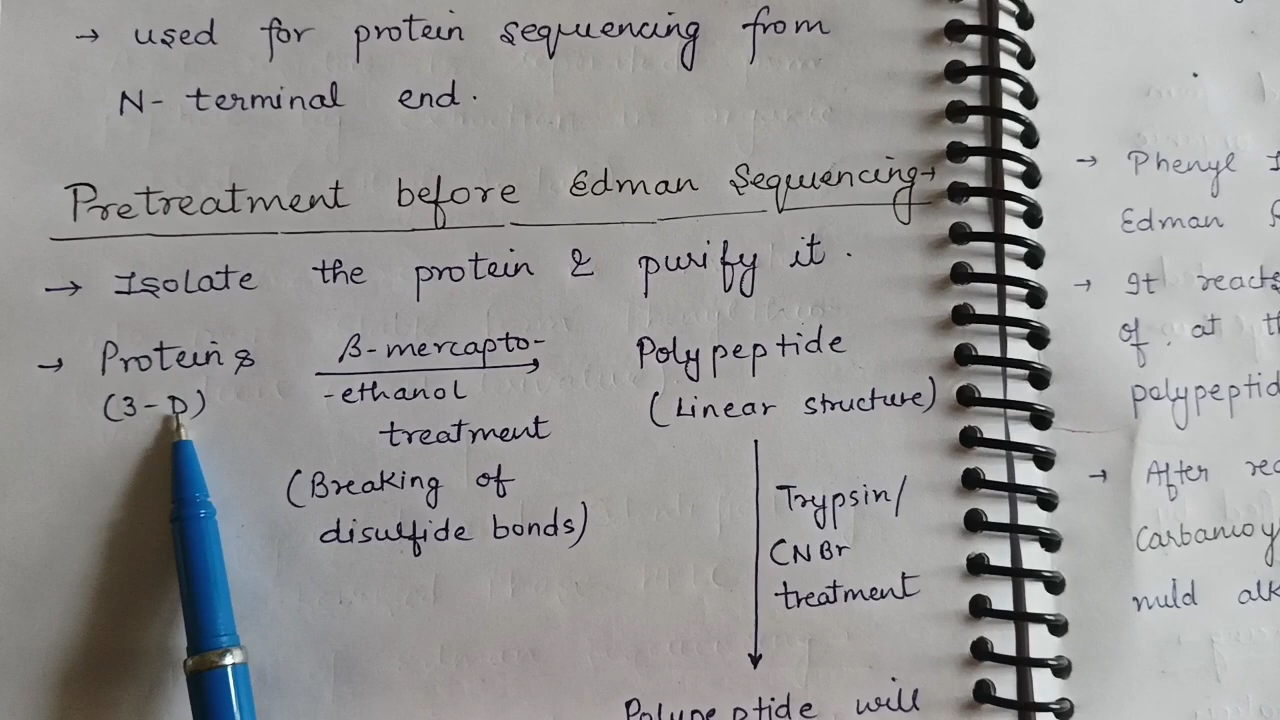 → used for protein sequencing from
N- terminal end.
Pretreatment before Edman Sequencing→
→ Isolate the protein & purify it.
→ Proteins β-mercapto- Polypeptide
(3-D) -ethanol (Linear structure)
treatment
(Breaking of
disulfide bonds)
Trypsin/
CNBr
treatment
Polypeptide will
→ Phenyl
Edman
→ It reacts
of, at
polypeptid
→ After
Carbamoy
mild alk